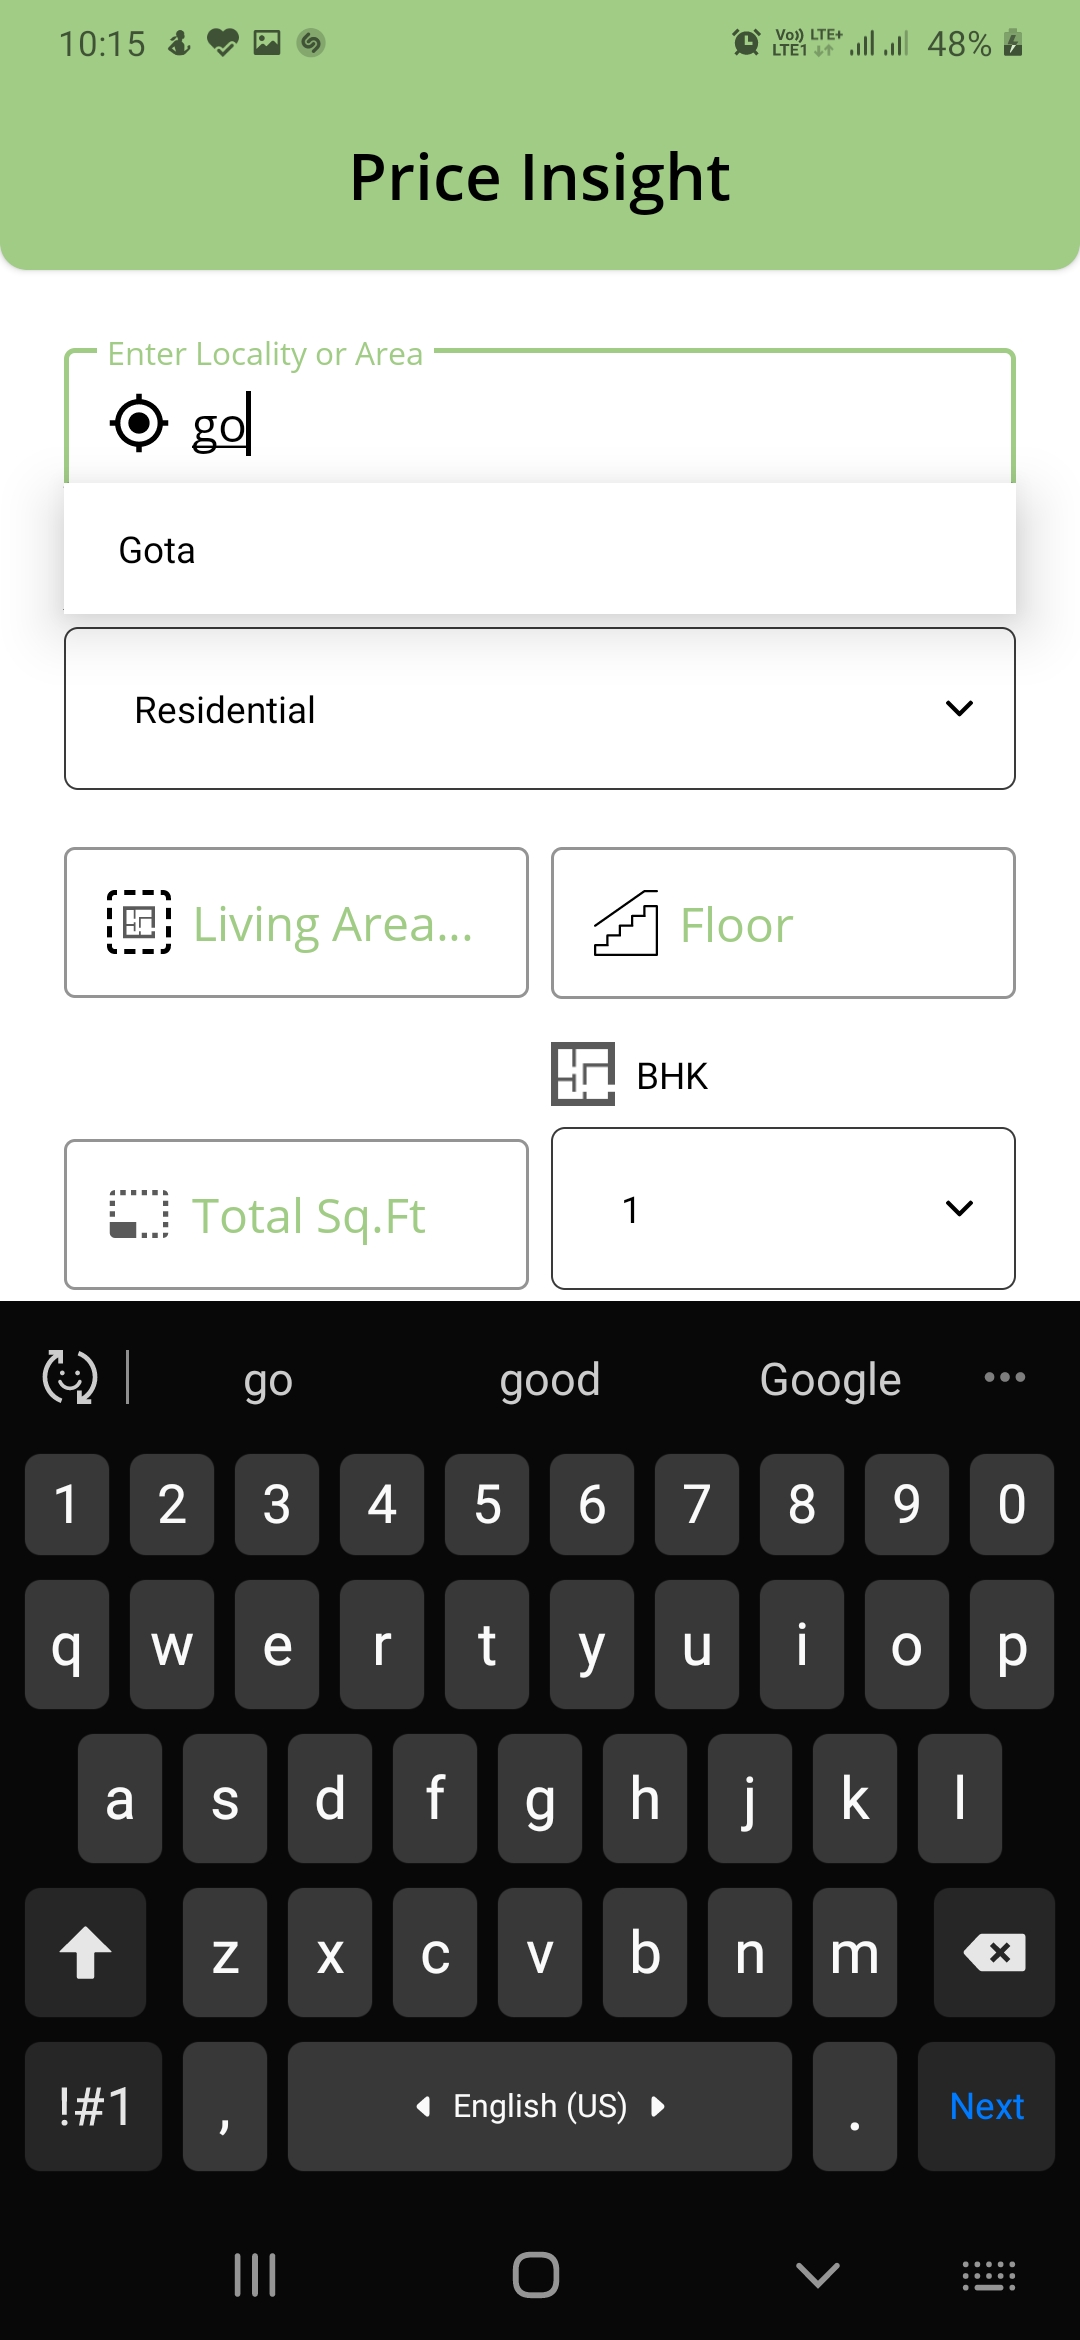 10:15 Vo)) LTE+ LTE1 48%
Price Insight
Enter Locality or Area
go
Gota
Residential
Living Area...
Floor
BHK
Total Sq.Ft
1
go good Google
1 2 3 4 5 6 7 8 9 0
q w e r t y u i o p
a s d f g h j k l
z x c v b n m
!#1 , English (US) . Next